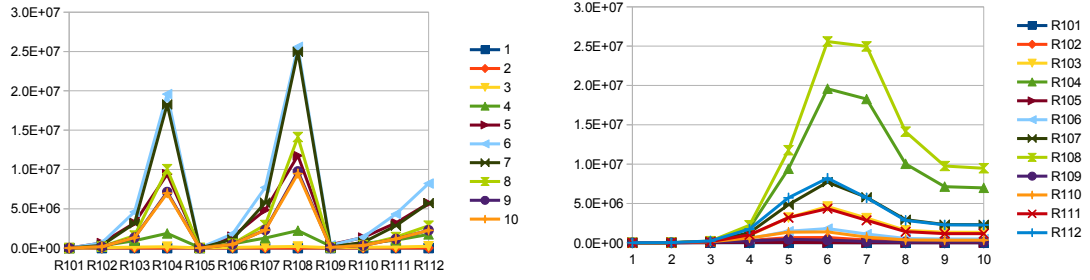 3.0E+07
2.5E+07
2.0E+07
1.5E+07
1.0E+07
5.0E+06
0.0E+00
R101 R102 R103 R104 R105 R106 R107 R108 R109 R110 R111 R112
1
2
3
4
5
6
7
8
9
10
3.0E+07
2.5E+07
2.0E+07
1.5E+07
1.0E+07
5.0E+06
0.0E+00
1 2 3 4 5 6 7 8 9 10
R101
R102
R103
R104
R105
R106
R107
R108
R109
R110
R111
R112